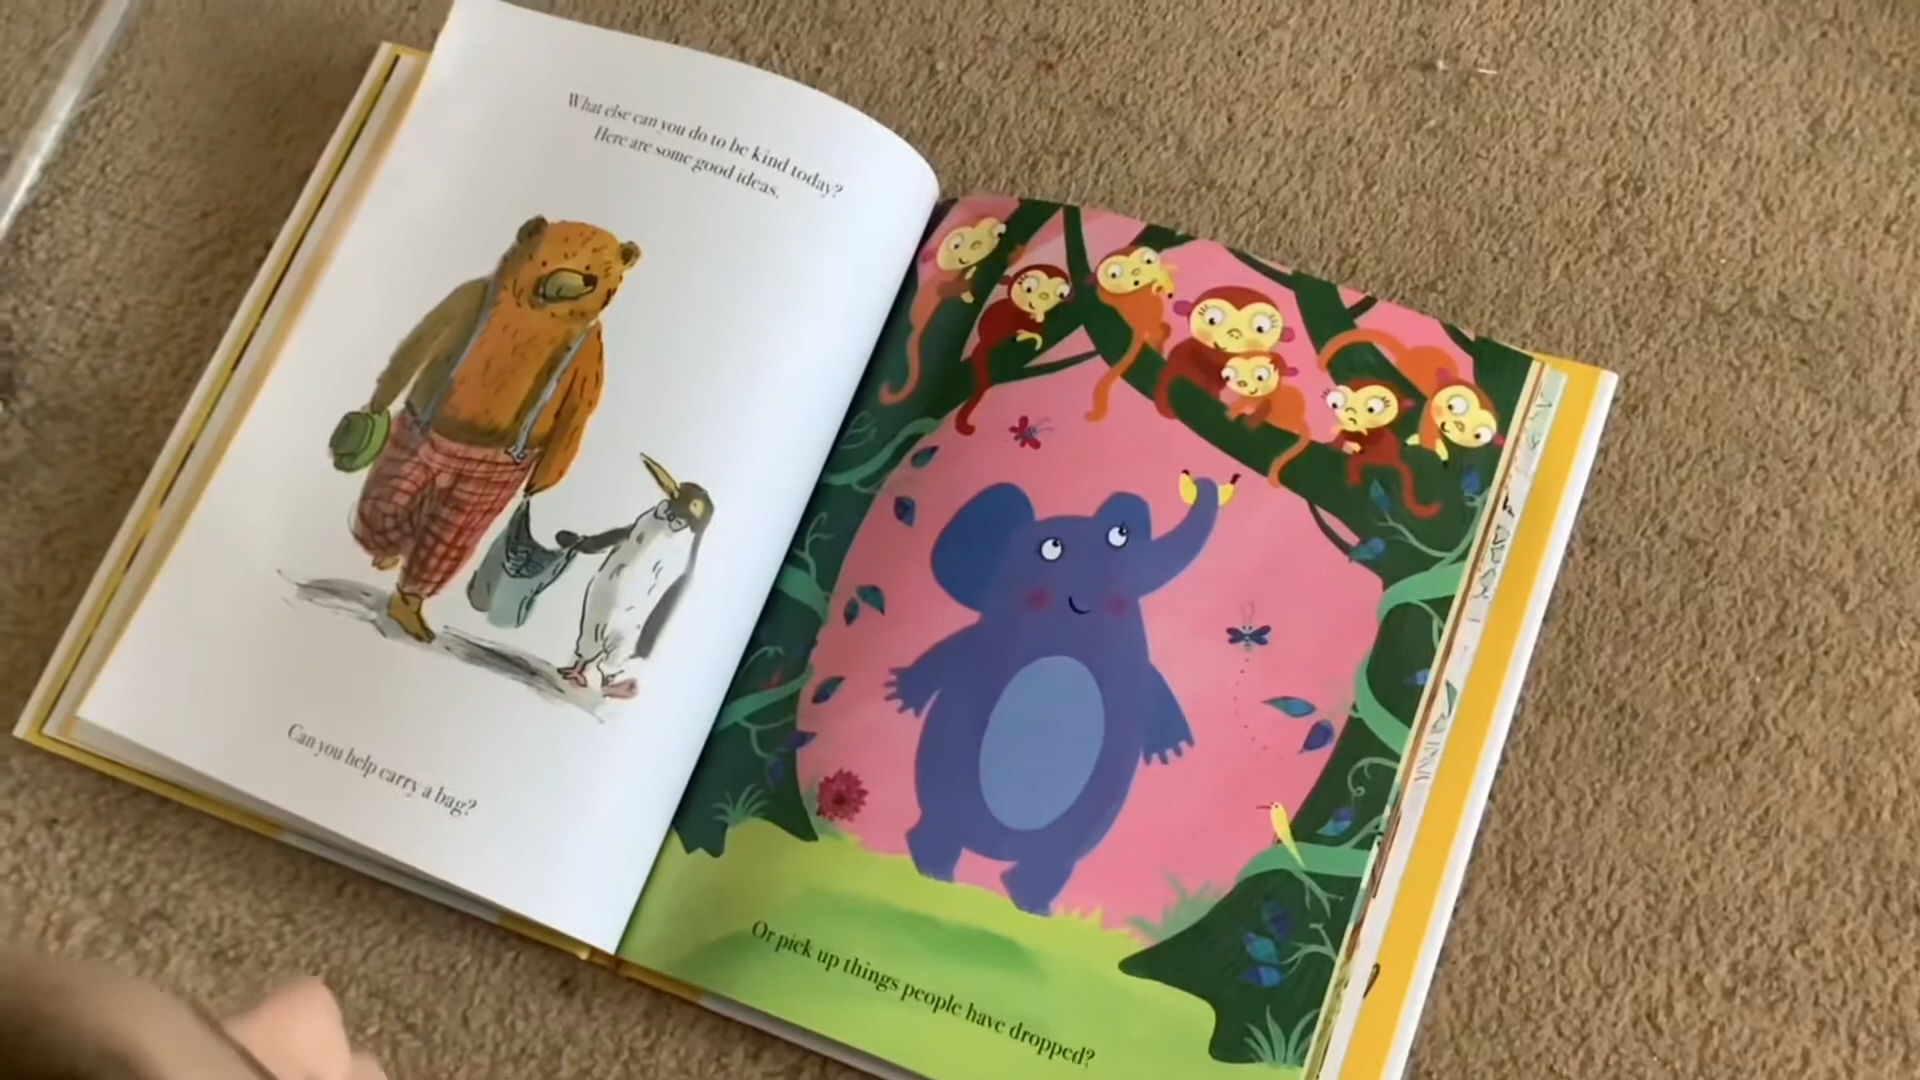 What else can you do to be kind today?
Here are some good ideas.
Can you help carry a bag?
Or pick up things people have dropped?